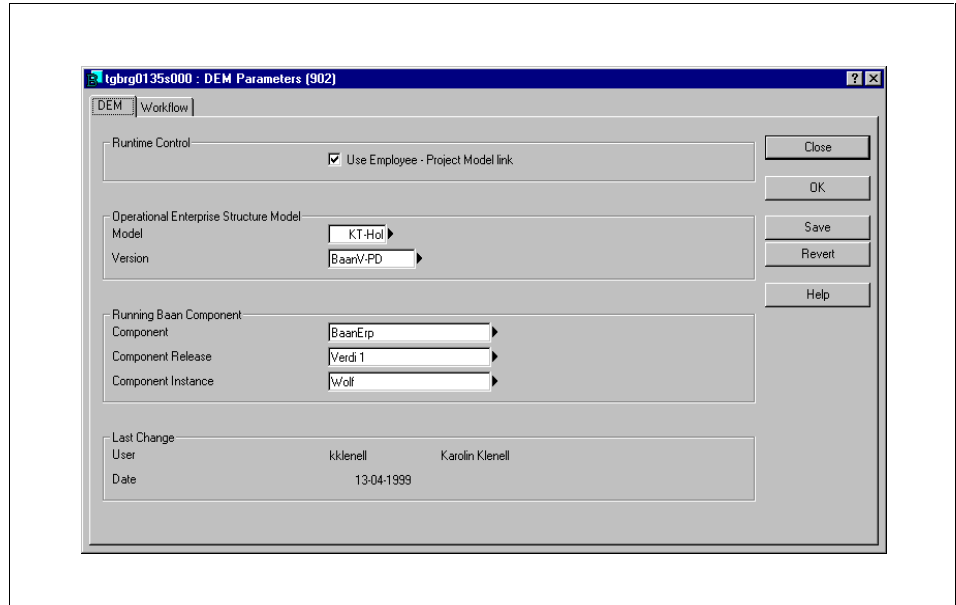 tgbrg0135s000 : DEM Parameters (902)
DEM Workflow
Runtime Control
Use Employee - Project Model link
Operational Enterprise Structure Model
Model KT-Hol
Version BaanV-PD
Running Baan Component
Component BaanErp
Component Release Verdi 1
Component Instance Wolf
Last Change
User kklenell Karolin Klenell
Date 13-04-1999
Close
OK
Save
Revert
Help